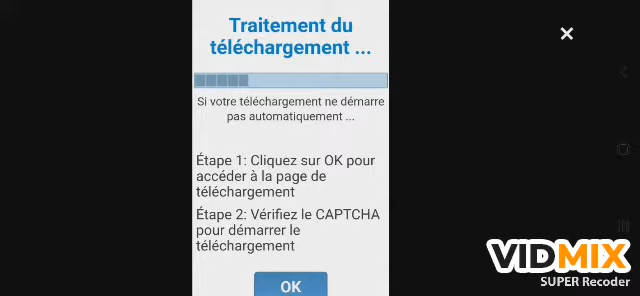 Traitement du
téléchargement ...
Si votre téléchargement ne démarre
pas automatiquement ...
Étape 1: Cliquez sur OK pour
accéder à la page de
téléchargement
Étape 2: Vérifiez le CAPTCHA
pour démarrer le
téléchargement
OK
VIDMIX
SUPER Recoder